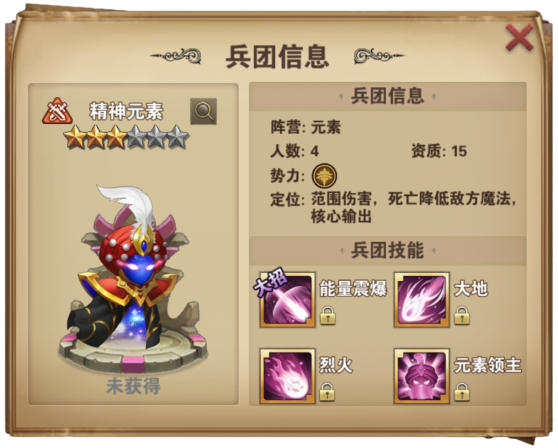 兵团信息
精神元素
未获得
兵团信息
阵营: 元素
人数: 4 资质: 15
势力:
定位: 范围伤害，死亡降低敌方魔法，
核心输出
兵团技能
大招 能量震爆 大地
烈火 元素领主